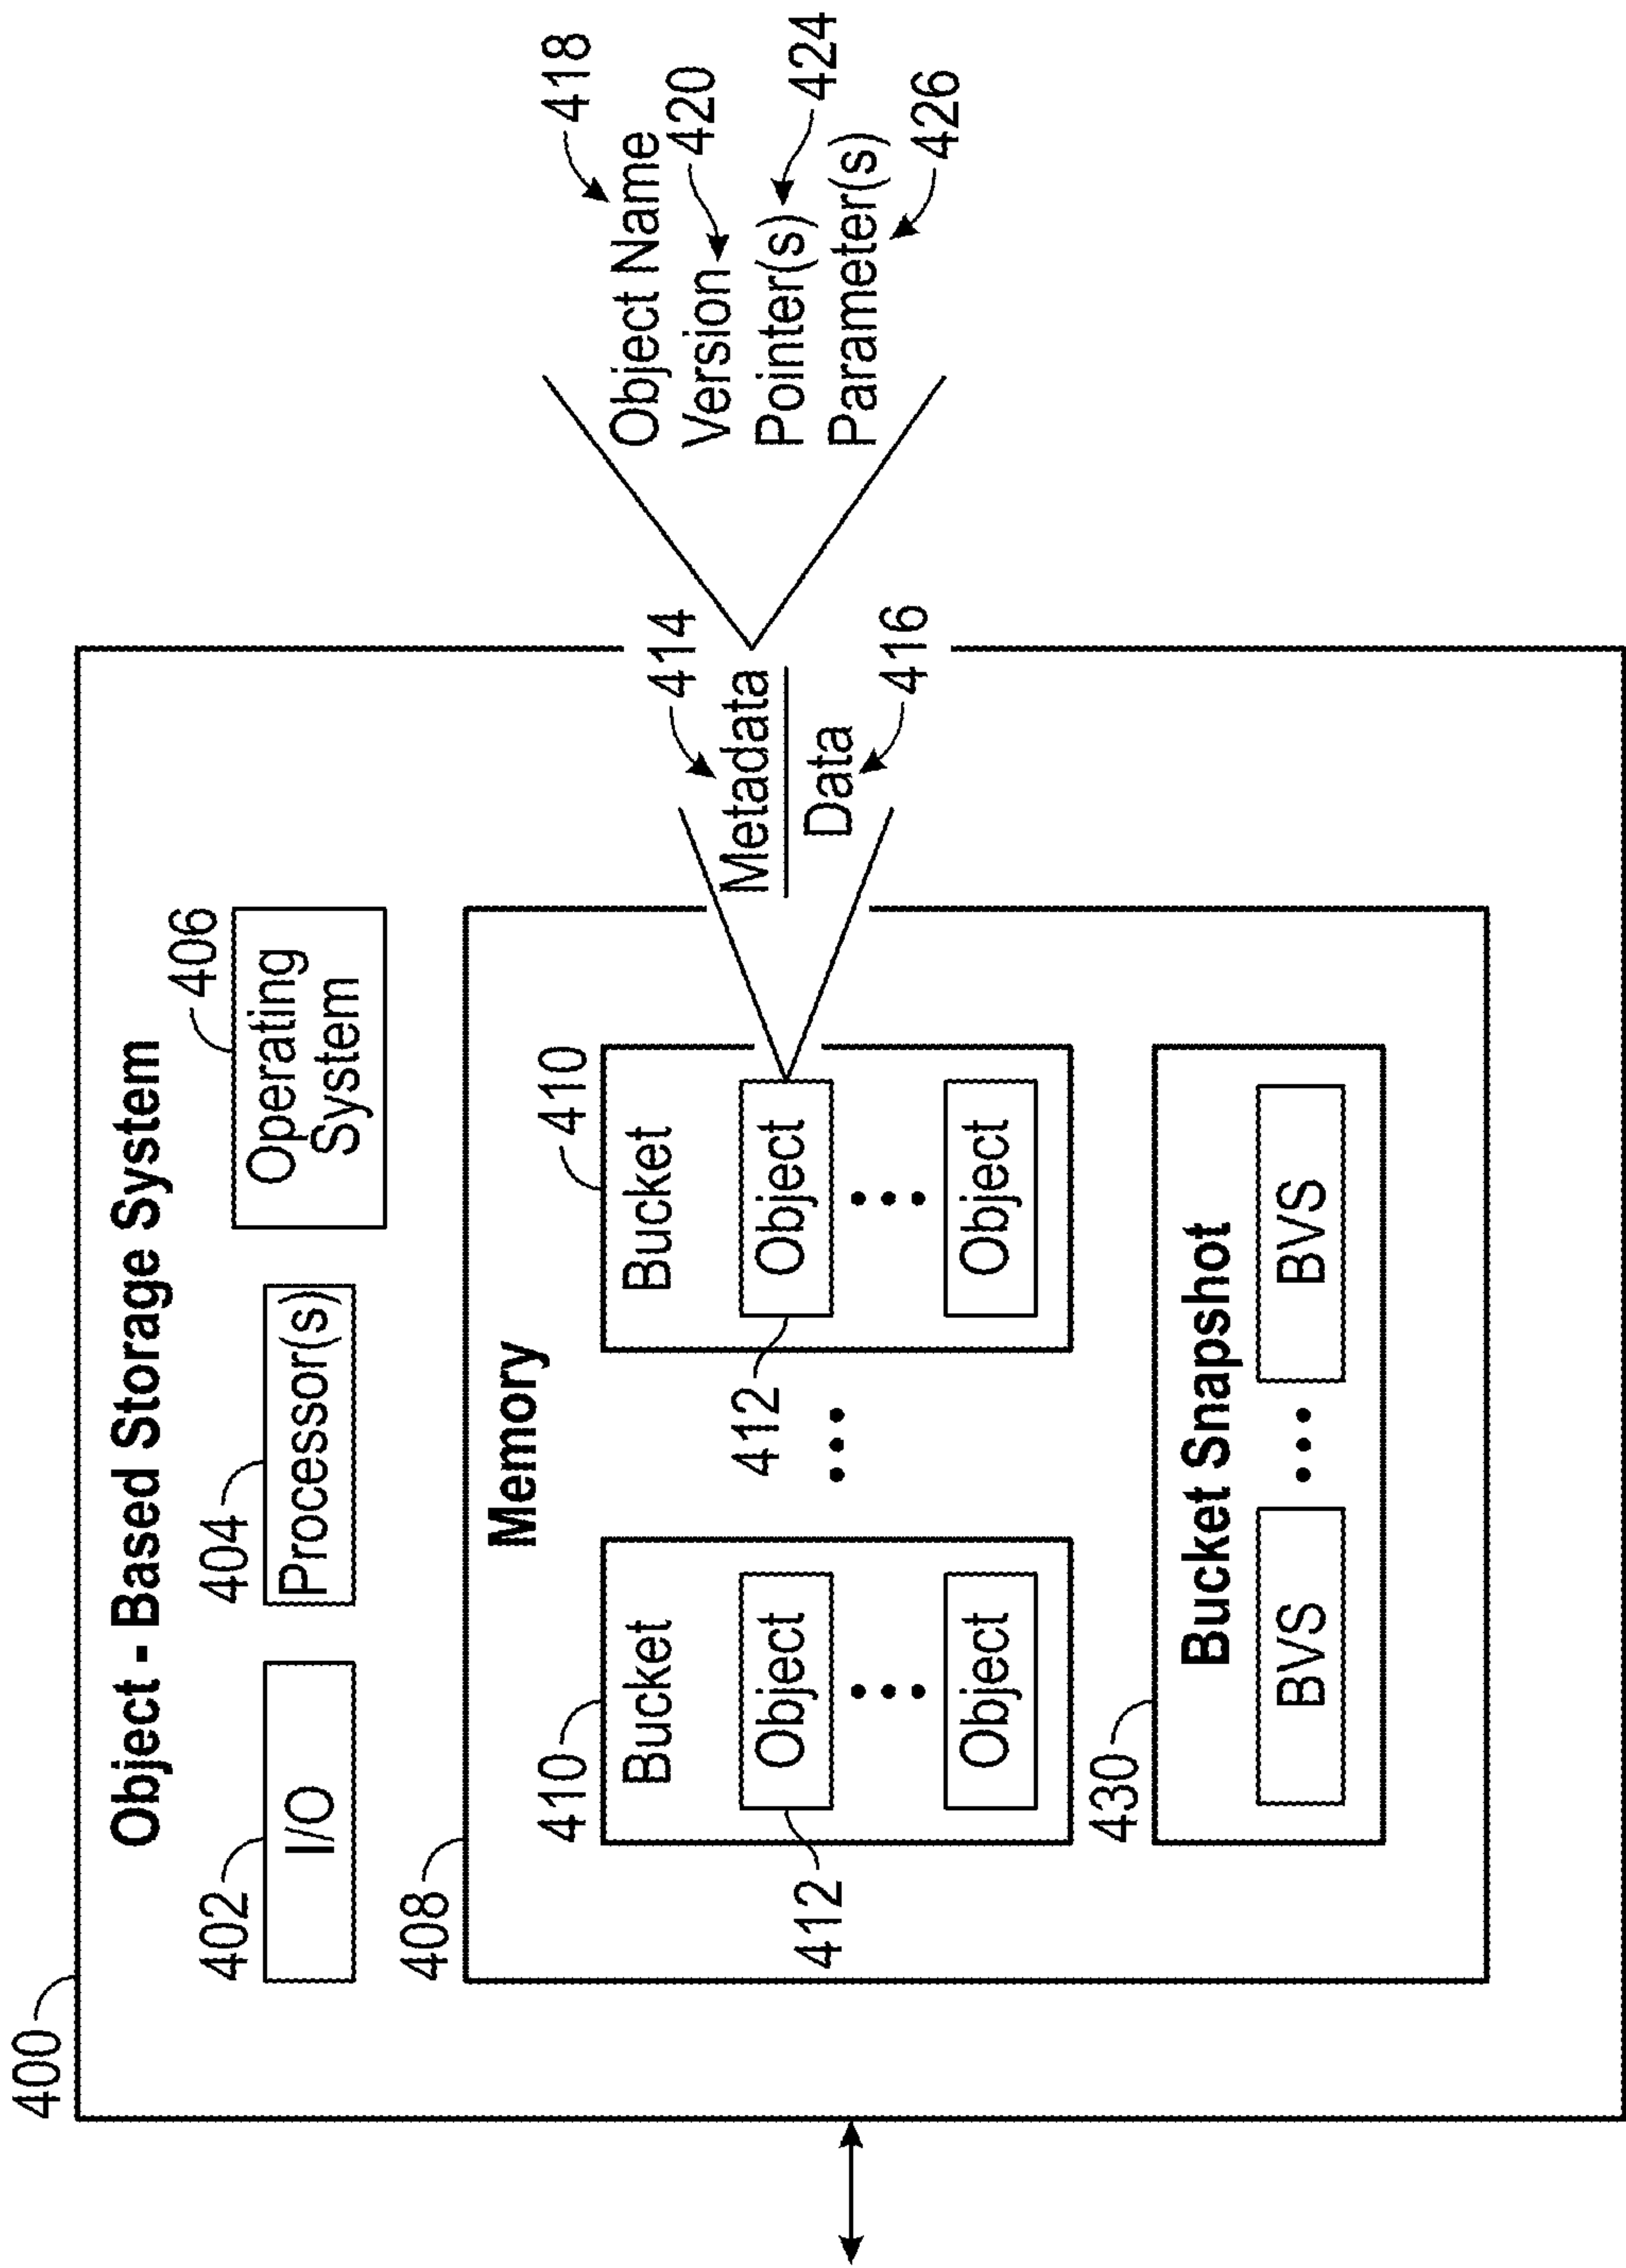 400
Object - Based Storage System
402
I/O
404
Processor(s)
406
Operating
System
408
Memory
410
Bucket
Object
Object
412
410
Bucket
Object
Object
412
430
Bucket Snapshot
BVS
BVS
414
Metadata
Data
416
418
Object Name
Version
420
Pointer(s)
424
Parameter(s)
426